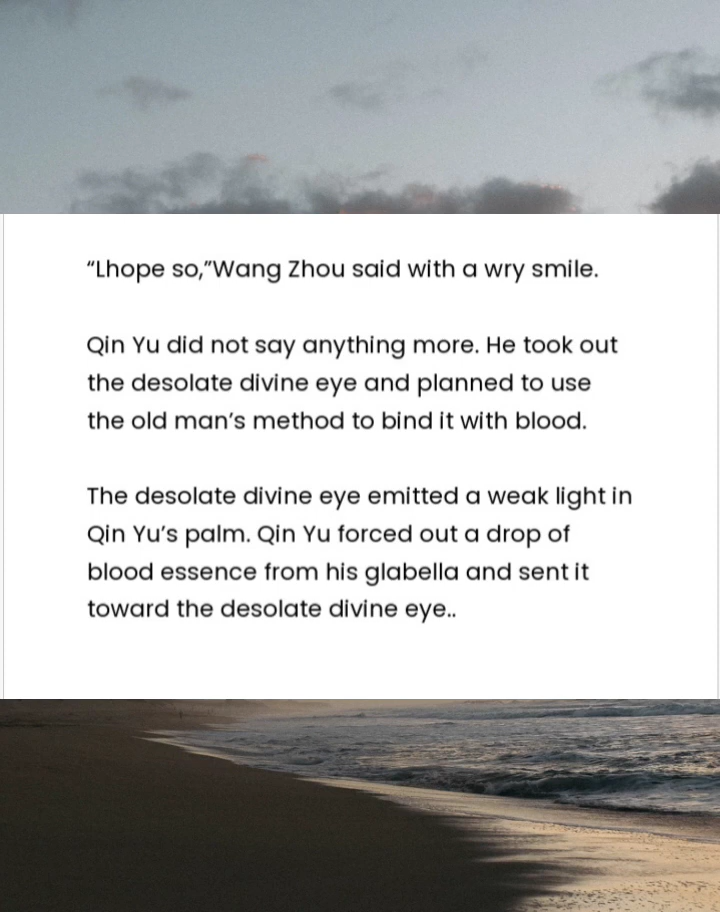 “Lhope so,”Wang Zhou said with a wry smile.
Qin Yu did not say anything more. He took out
the desolate divine eye and planned to use
the old man’s method to bind it with blood.
The desolate divine eye emitted a weak light in
Qin Yu’s palm. Qin Yu forced out a drop of
blood essence from his glabella and sent it
toward the desolate divine eye..